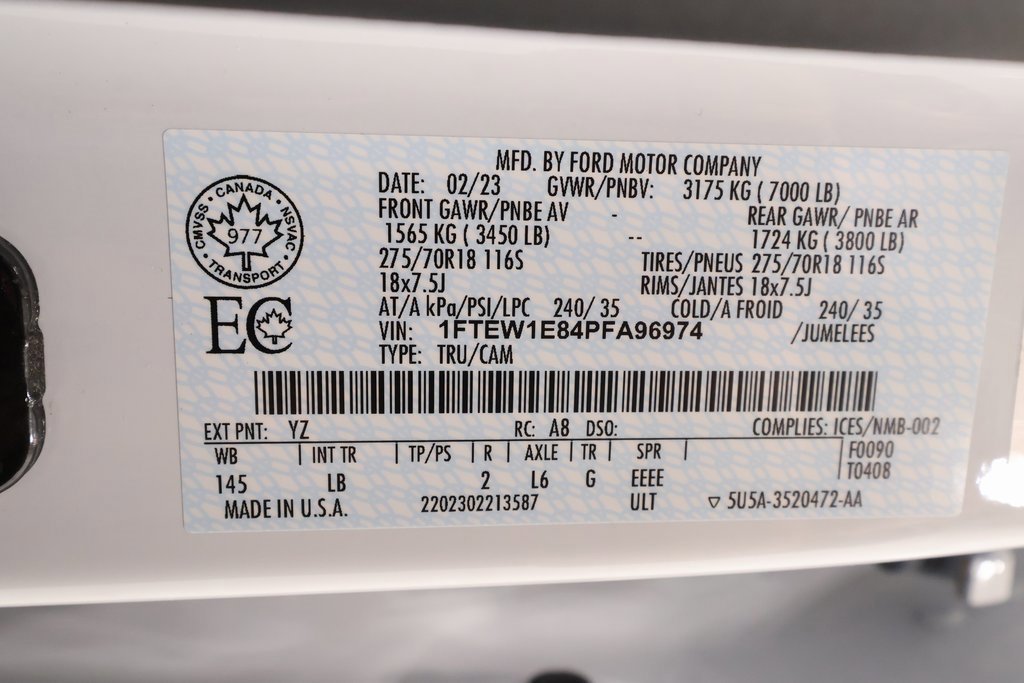 MFD. BY FORD MOTOR COMPANY
DATE: 02/23 GVWR/PNBV: 3175 KG ( 7000 LB)
FRONT GAWR/PNBE AV - REAR GAWR/ PNBE AR
1565 KG ( 3450 LB) -- 1724 KG ( 3800 LB)
275/70R18 116S TIRES/PNEUS 275/70R18 116S
18x7.5J RIMS/JANTES 18x7.5J
AT/A kPa/PSI/LPC 240/ 35 COLD/A FROID 240/ 35
VIN: 1FTEW1E84PFA96974 /JUMELEES
TYPE: TRU/CAM
CMVSS • CANADA • NSVAC
977
• TRANSPORT •
EC
EXT PNT: YZ RC: A8 DSO: COMPLIES: ICES/NMB-002
WB | INT TR | TP/PS | R | AXLE | TR | SPR | F0090
T0408
145 LB 2 L6 G EEEE
MADE IN U.S.A. 2202302213587 ULT ▽ 5U5A-3520472-AA